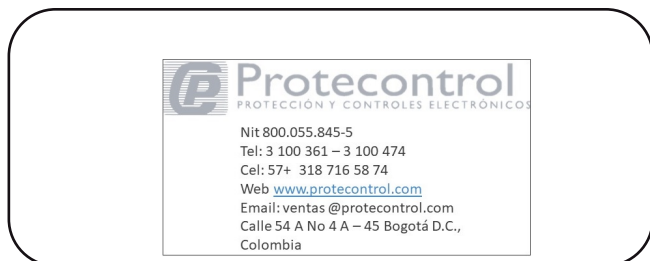 Protecontrol
PROTECCIÓN Y CONTROLES ELECTRÓNICOS
Nit 800.055.845-5
Tel: 3 100 361 – 3 100 474
Cel: 57+ 318 716 58 74
Web www.protecontrol.com
Email: ventas @protecontrol.com
Calle 54 A No 4 A – 45 Bogotá D.C.,
Colombia